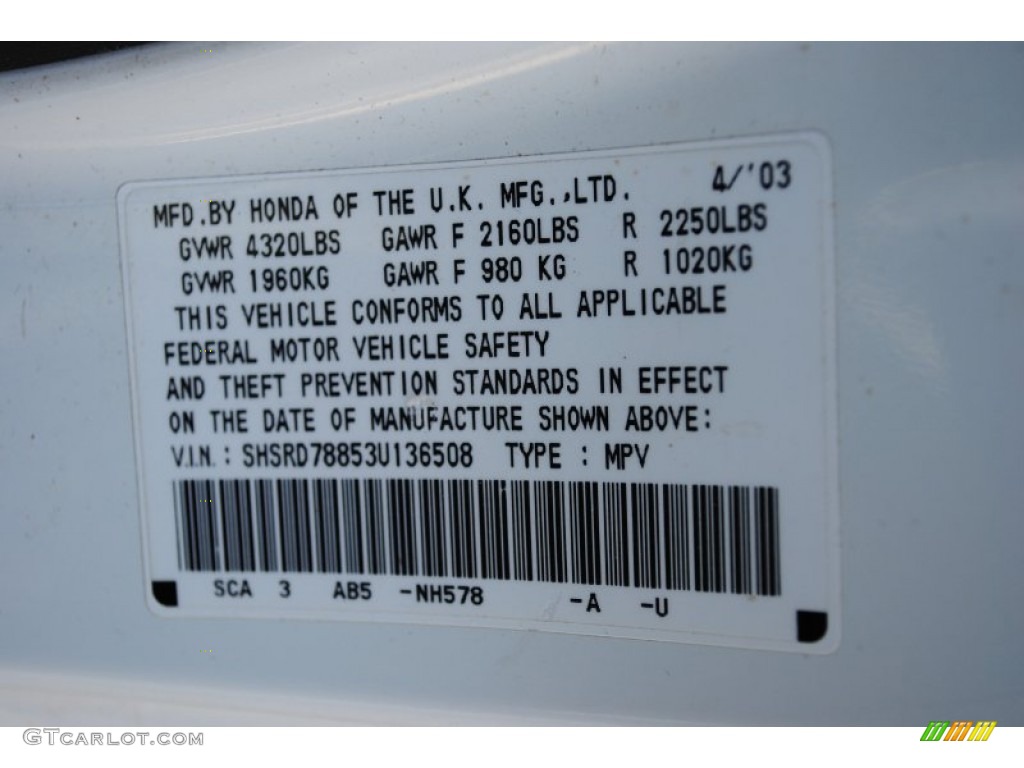 MFD.BY HONDA OF THE U.K. MFG.,LTD. 4/'03
GVWR 4320LBS GAWR F 2160LBS R 2250LBS
GVWR 1960KG GAWR F 980 KG R 1020KG
THIS VEHICLE CONFORMS TO ALL APPLICABLE
FEDERAL MOTOR VEHICLE SAFETY
AND THEFT PREVENTION STANDARDS IN EFFECT
ON THE DATE OF MANUFACTURE SHOWN ABOVE:
V.I.N. : SHSRD78853U136508 TYPE : MPV
SCA 3 AB5 -NH578 -A -U
GTCarlot.com